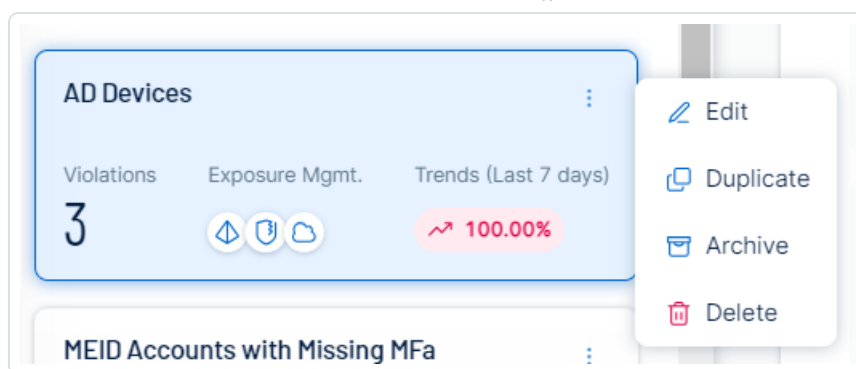 AD Devices
Violations
Exposure Mgmt.
Trends (Last 7 days)
3
100.00%
MEID Accounts with Missing MFa
Edit
Duplicate
Archive
Delete